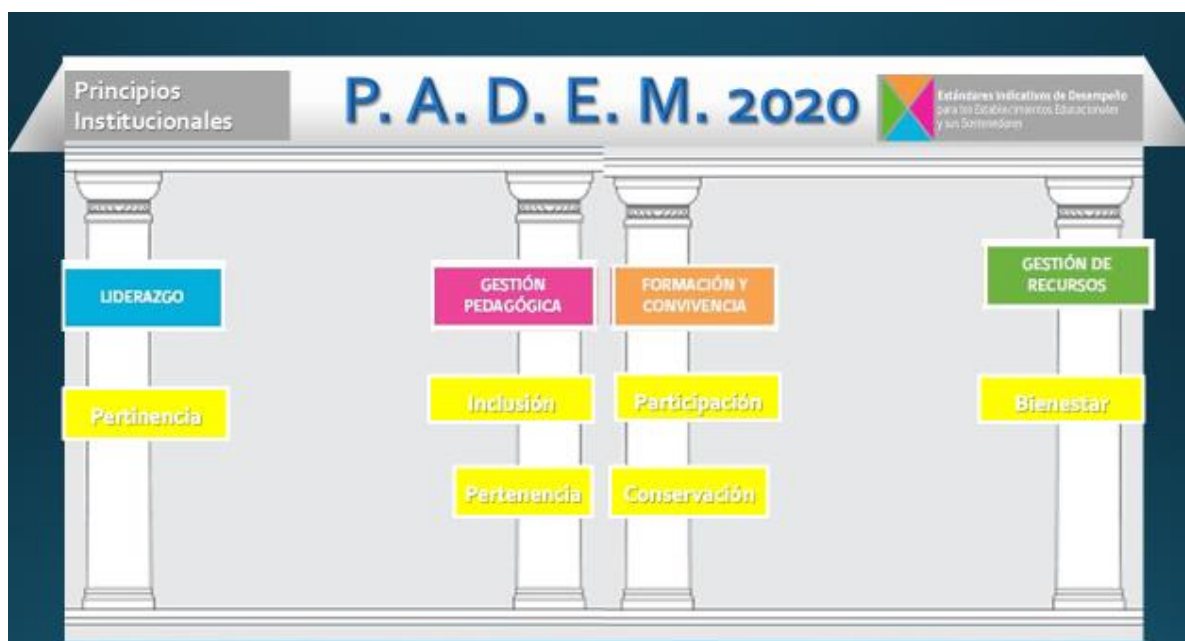 Principios
Institucionales
P. A. D. E. M. 2020
Estándares Indicativos de Desempeño
para los Establecimientos Educacionales
y sus Sostenedores
LIDERAZGO
GESTIÓN
PEDAGÓGICA
FORMACIÓN Y
CONVIVENCIA
GESTIÓN DE
RECURSOS
Pertinencia
Inclusión
Participación
Bienestar
Pertenencia
Conservación